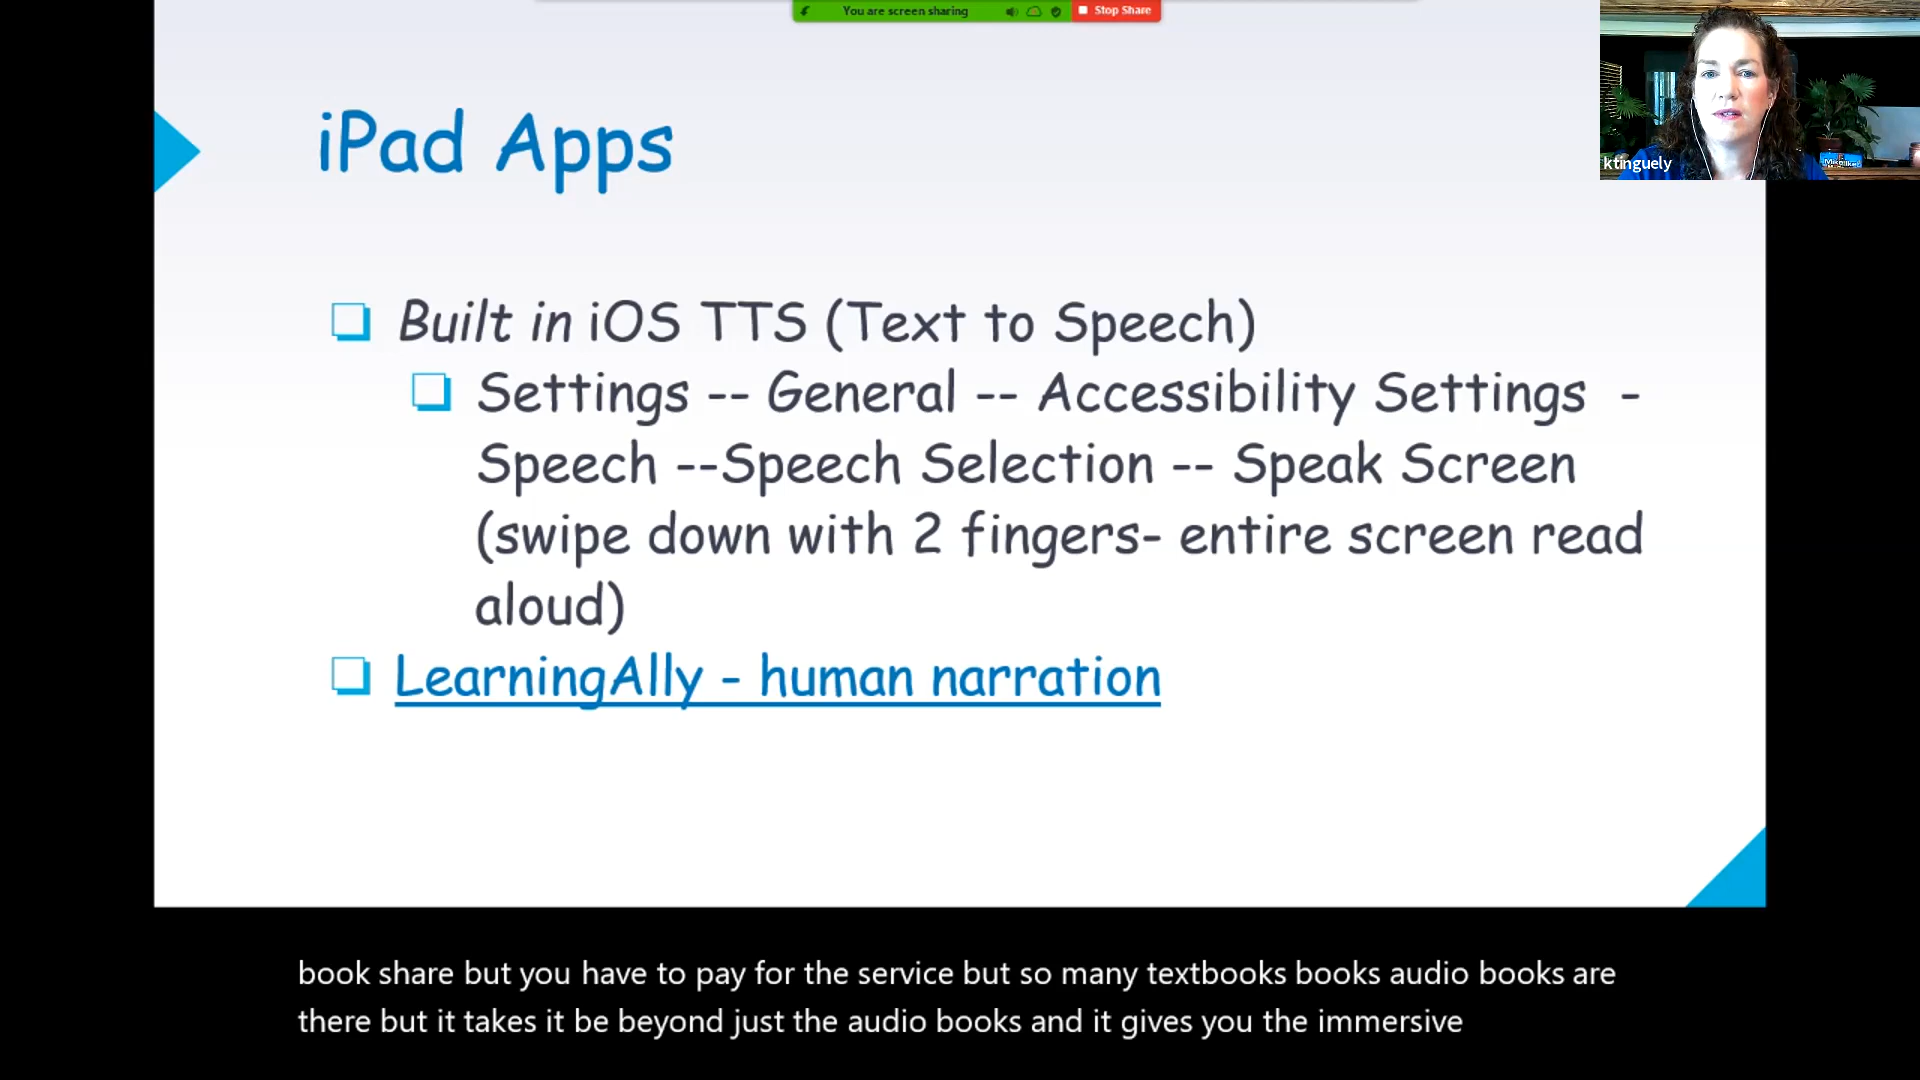 You are screen sharing
Stop Share
ktinguely
iPad Apps
Built in iOS TTS (Text to Speech)
Settings -- General -- Accessibility Settings -
Speech --Speech Selection -- Speak Screen
(swipe down with 2 fingers- entire screen read
aloud)
LearningAlly - human narration
book share but you have to pay for the service but so many textbooks books audio books are
there but it takes it be beyond just the audio books and it gives you the immersive